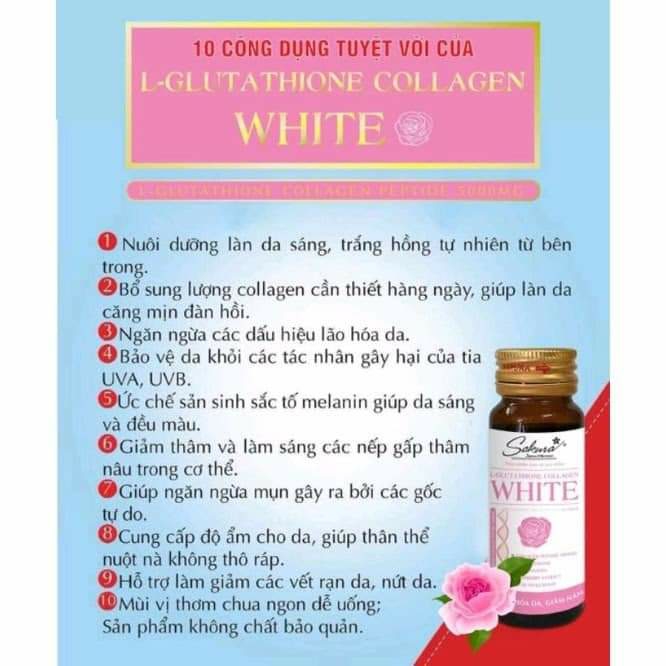 10 CÔNG DỤNG TUYỆT VỜI CỦA
L-GLUTATHIONE COLLAGEN
WHITE
L-GLUTATHIONE COLLAGEN PEPTIDE 5000MG
1 Nuôi dưỡng làn da sáng, trắng hồng tự nhiên từ bên
trong.
2 Bổ sung lượng collagen cần thiết hàng ngày, giúp làn da
căng mịn đàn hồi.
3 Ngăn ngừa các dấu hiệu lão hóa da.
4 Bảo vệ da khỏi các tác nhân gây hại của tia
UVA, UVB.
5 Ức chế sản sinh sắc tố melanin giúp da sáng
và đều màu.
6 Giảm thâm và làm sáng các nếp gấp thâm
nâu trong cơ thể.
7 Giúp ngăn ngừa mụn gây ra bởi các gốc
tự do.
8 Cung cấp độ ẩm cho da, giúp thân thể
nuột nà không thô ráp.
9 Hỗ trợ làm giảm các vết rạn da, nứt da.
10 Mùi vị thơm chua ngon dễ uống;
Sản phẩm không chất bảo quản.
Sakura
L-GLUTATHIONE COLLAGEN
WHITE